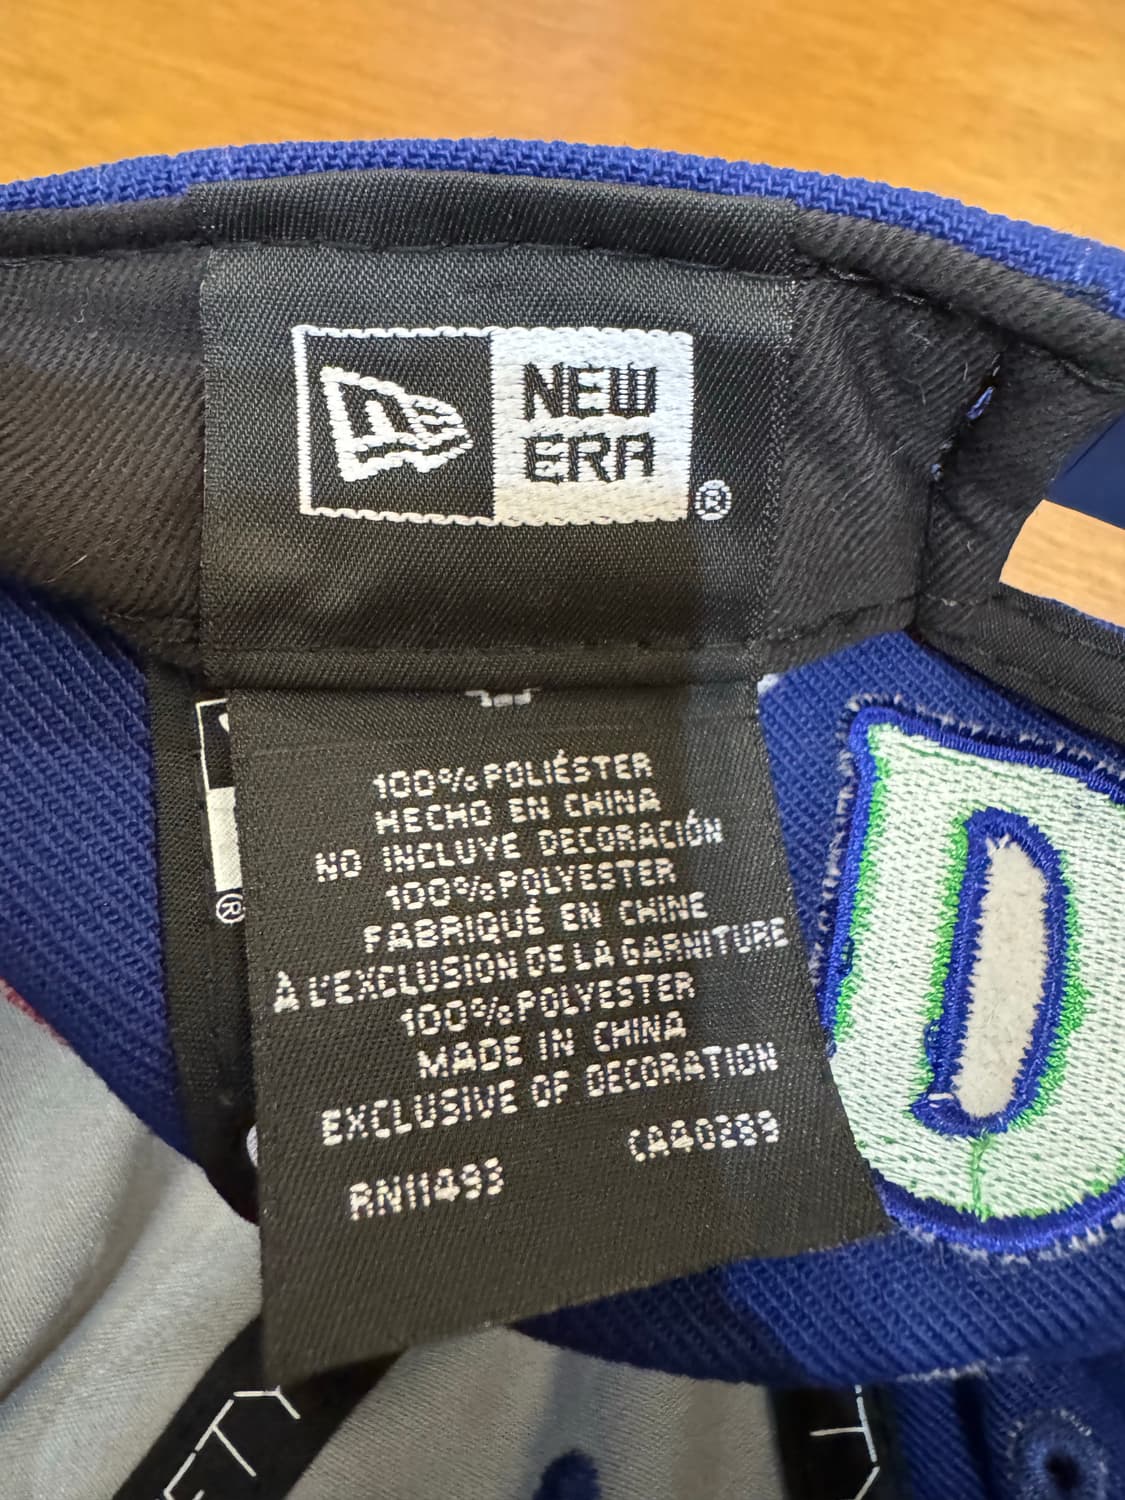 NEW
ERA
®
100% POLIÉSTER
HECHO EN CHINA
NO INCLUYE DECORACIÓN
100% POLYESTER
FABRIQUÉ EN CHINE
À L'EXCLUSION DE LA GARNITURE
100% POLYESTER
MADE IN CHINA
EXCLUSIVE OF DECORATION
CA40289
RN11493
®
D